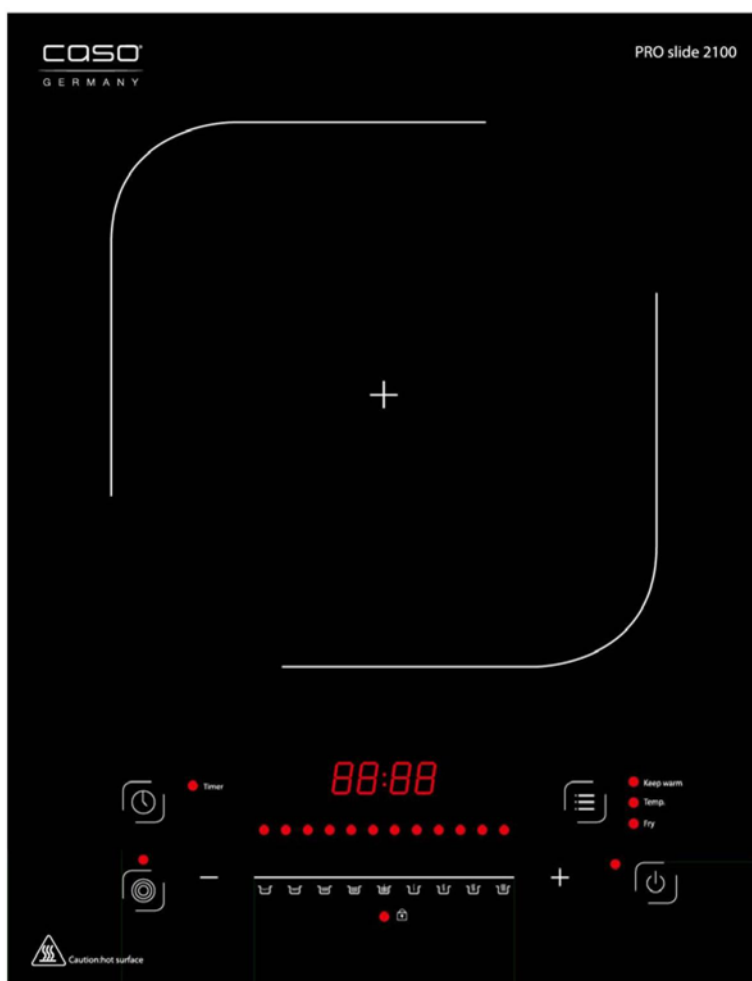 caso®
GERMANY
PRO slide 2100
88:88
Timer
Keep warm
Temp.
Fry
− +
Caution:hot surface